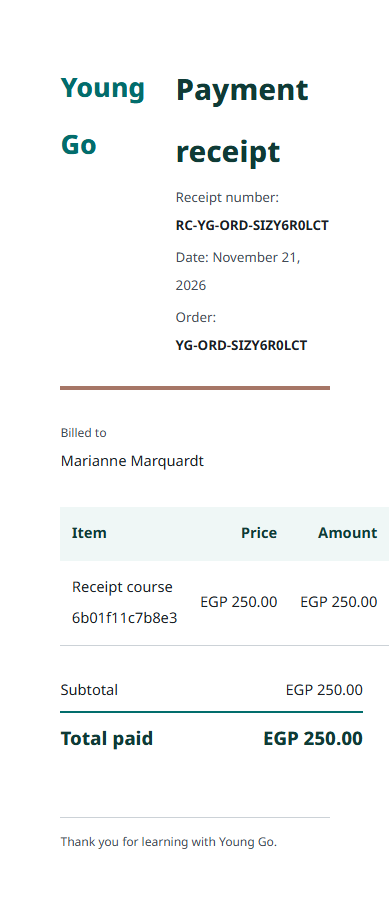 Young
Go
Payment
receipt
Receipt number:
RC-YG-ORD-SIZY6R0LCT
Date: November 21,
2026
Order:
YG-ORD-SIZY6R0LCT
Billed to
Marianne Marquardt
Item Price Amount
Receipt course
6b01f11c7b8e3
EGP 250.00 EGP 250.00
Subtotal EGP 250.00
Total paid EGP 250.00
Thank you for learning with Young Go.